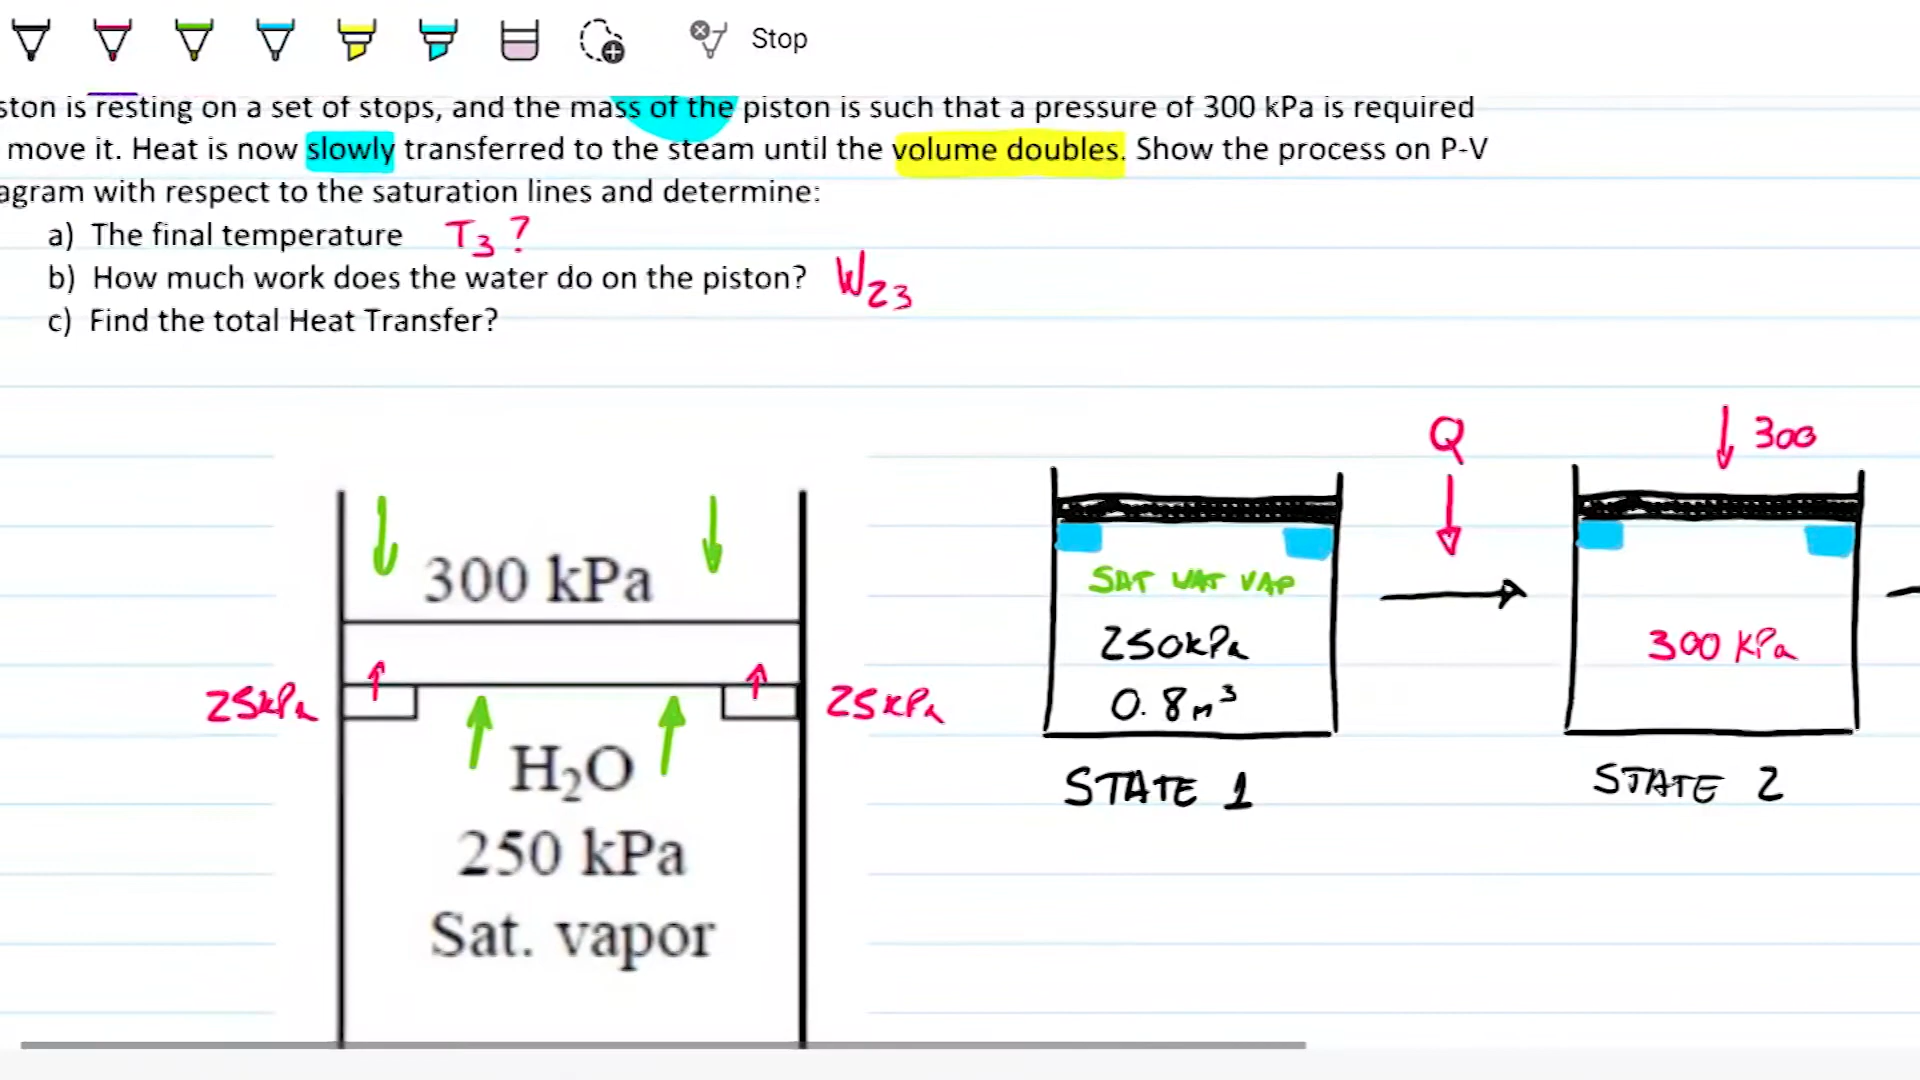 Stop
ston is resting on a set of stops, and the mass of the piston is such that a pressure of 300 kPa is required
move it. Heat is now slowly transferred to the steam until the volume doubles. Show the process on P-V
agram with respect to the saturation lines and determine:
a) The final temperature T3 ?
b) How much work does the water do on the piston? W23
c) Find the total Heat Transfer?
300 kPa
25kPa
25kPa
H₂O
250 kPa
Sat. vapor
SAT WAT VAP
250kPa
0.8m³
STATE 1
Q
300
300 kPa
STATE 2